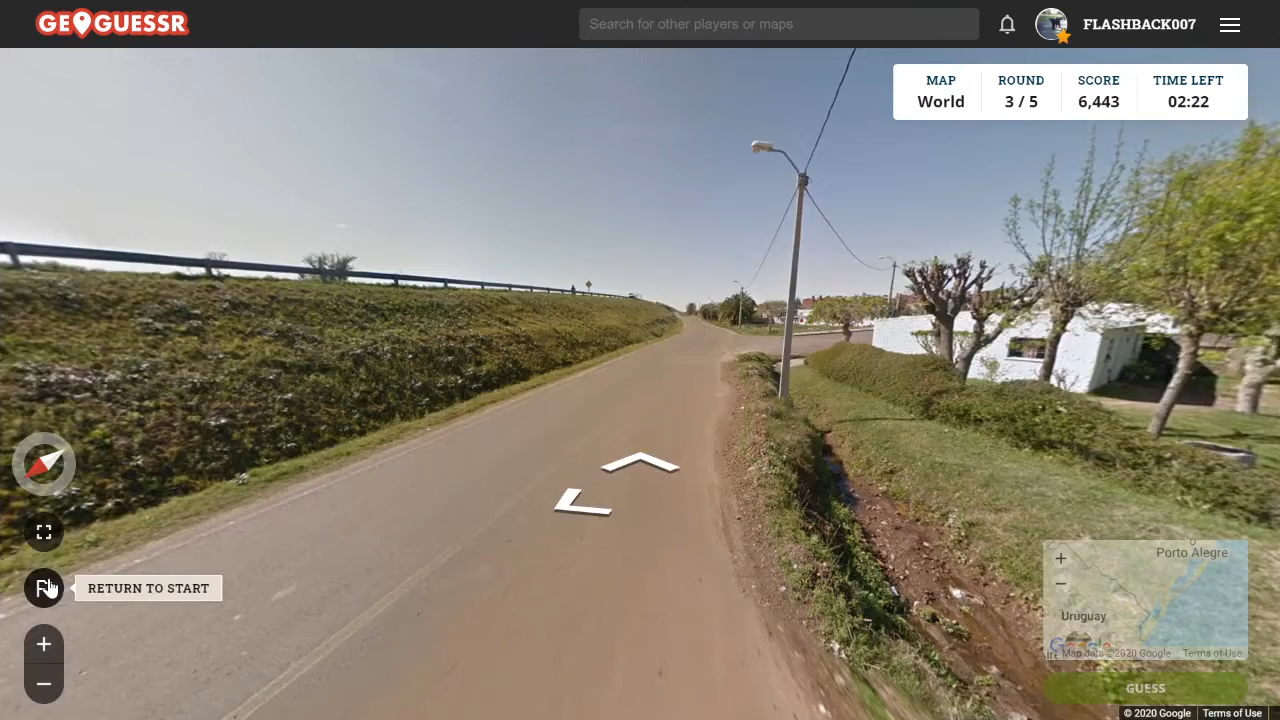 GEOGUESSR
Search for other players or maps
FLASHBACK007
MAP ROUND SCORE TIME LEFT
World 3 / 5 6,443 02:22
RETURN TO START
+
−
+
−
Porto Alegre
Uruguay
Google
Map data ©2020 Google Terms of Use
GUESS
© 2020 Google Terms of Use